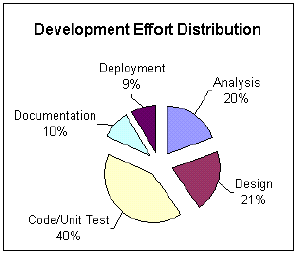 Development Effort Distribution
Deployment
9%
Analysis
20%
Documentation
10%
Design
21%
Code/Unit Test
40%